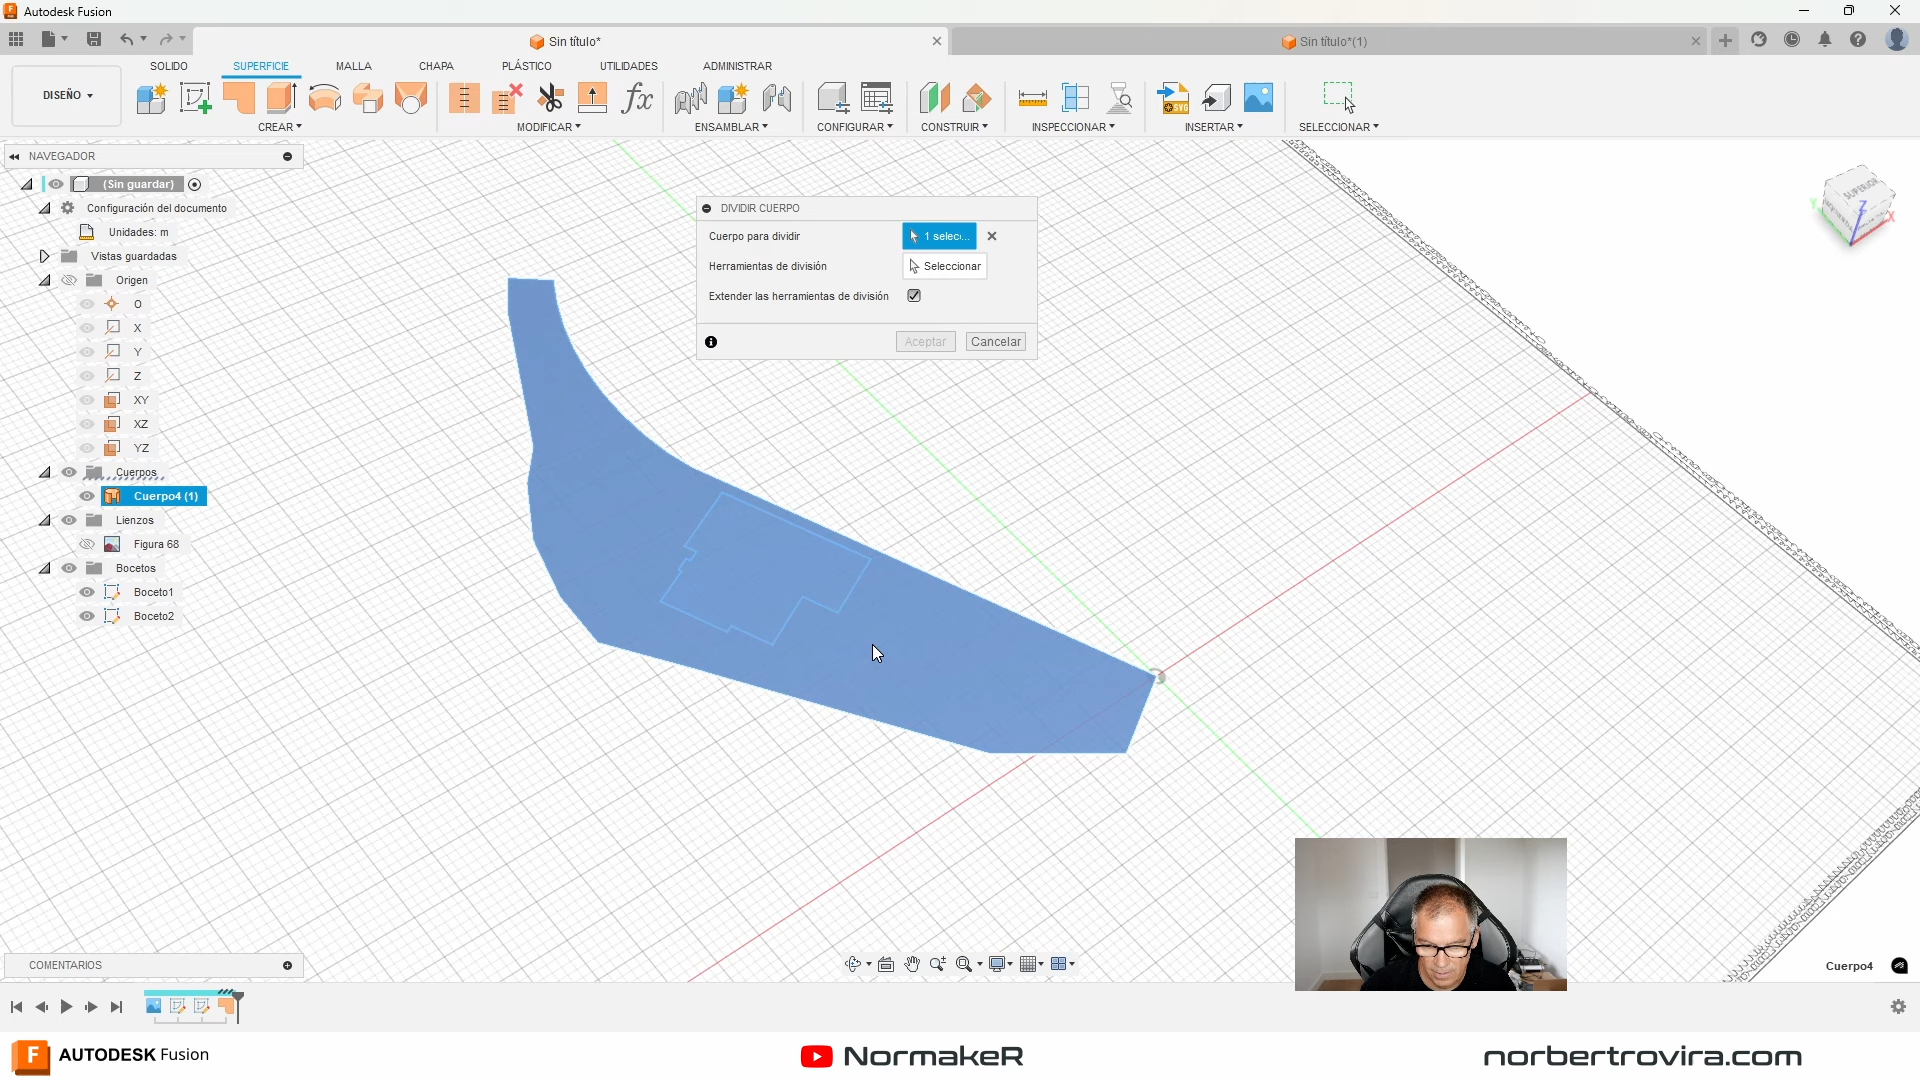 Autodesk Fusion
Sin título*
Sin título*(1)
SOLIDO
SUPERFICIE
MALLA
CHAPA
PLÁSTICO
UTILIDADES
ADMINISTRAR
DISEÑO
CREAR
MODIFICAR
ENSAMBLAR
CONFIGURAR
CONSTRUIR
INSPECCIONAR
INSERTAR
SELECCIONAR
NAVEGADOR
(Sin guardar)
Configuración del documento
Unidades: m
Vistas guardadas
Origen
O
X
Y
Z
XY
XZ
YZ
Cuerpos
Cuerpo4 (1)
Lienzos
Figura 68
Bocetos
Boceto1
Boceto2
DIVIDIR CUERPO
Cuerpo para dividir
1 selec...
Herramientas de división
Seleccionar
Extender las herramientas de división
Aceptar
Cancelar
SUPERIOR
Z
X
Y
COMENTARIOS
Cuerpo4
F AUTODESK Fusion
NormakeR
norbertrovira.com